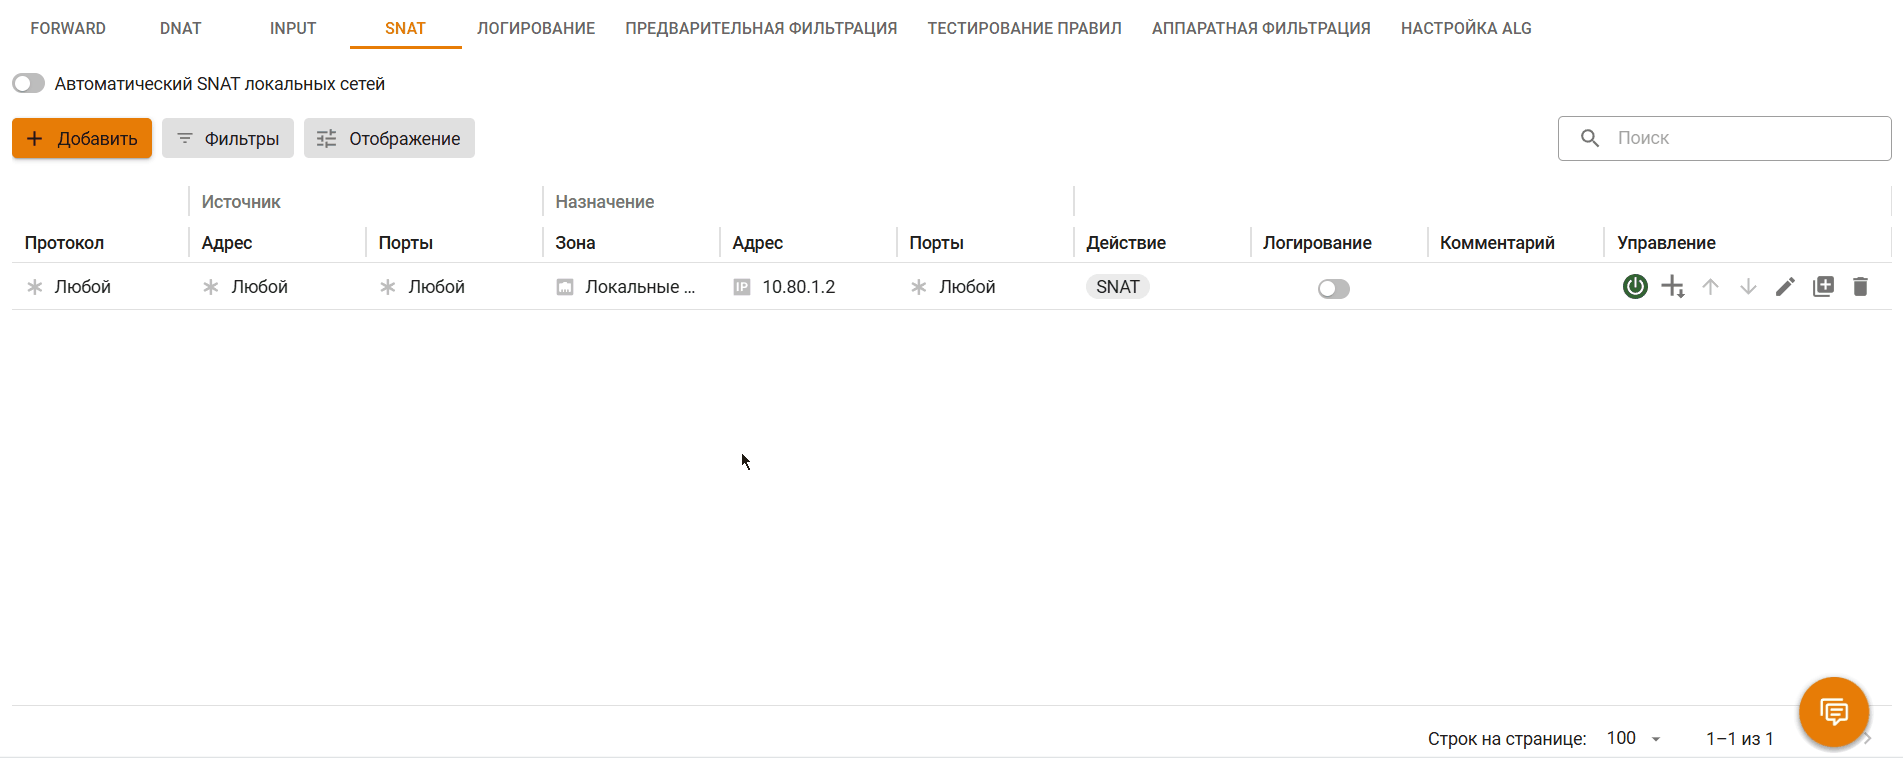 FORWARD DNAT INPUT SNAT ЛОГИРОВАНИЕ ПРЕДВАРИТЕЛЬНАЯ ФИЛЬТРАЦИЯ ТЕСТИРОВАНИЕ ПРАВИЛ АППАРАТНАЯ ФИЛЬТРАЦИЯ НАСТРОЙКА ALG
Автоматический SNAT локальных сетей
Добавить Фильтры Отображение Поиск
Источник Назначение
Протокол Адрес Порты Зона Адрес Порты Действие Логирование Комментарий Управление
Любой Любой Любой Локальные ... IP 10.80.1.2 Любой SNAT
Строк на странице: 100 1–1 из 1